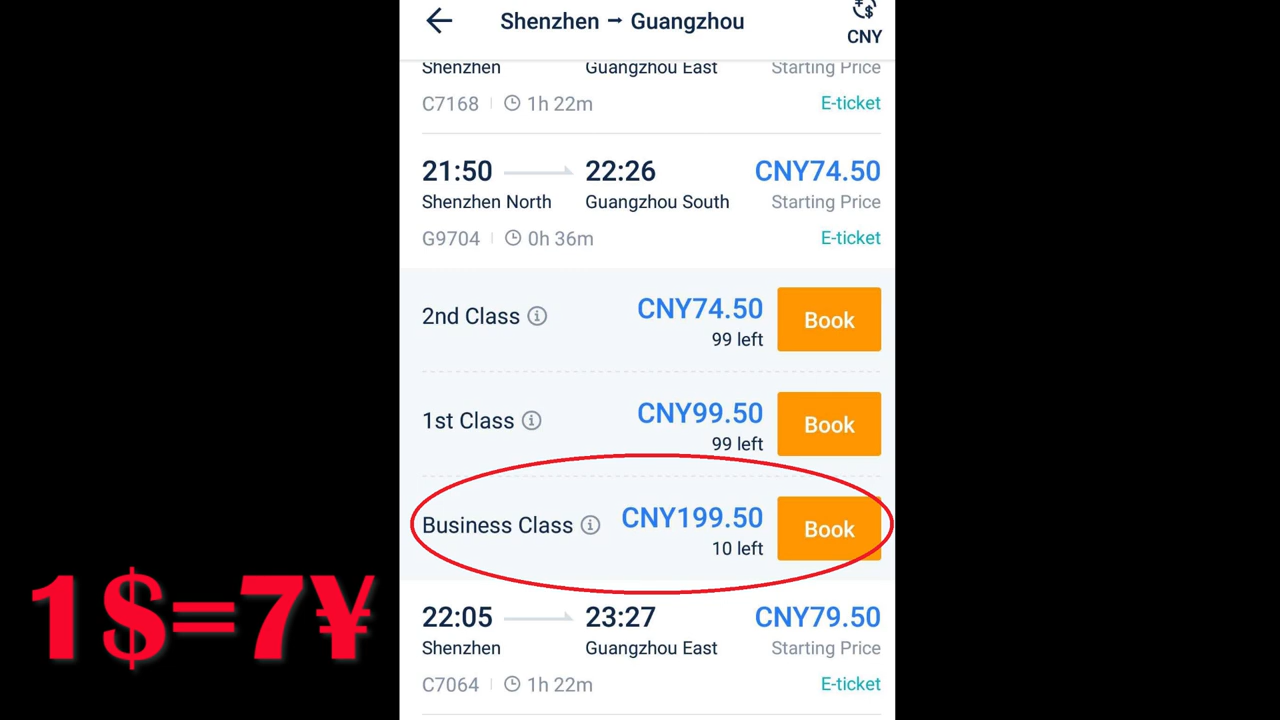 Shenzhen → Guangzhou
CNY
Shenzhen Guangzhou East Starting Price
C7168 1h 22m E-ticket
21:50 22:26 CNY74.50
Shenzhen North Guangzhou South Starting Price
G9704 0h 36m E-ticket
2nd Class CNY74.50 Book
99 left
1st Class CNY99.50 Book
99 left
Business Class CNY199.50 Book
10 left
22:05 23:27 CNY79.50
Shenzhen Guangzhou East Starting Price
C7064 1h 22m E-ticket
1$=7¥